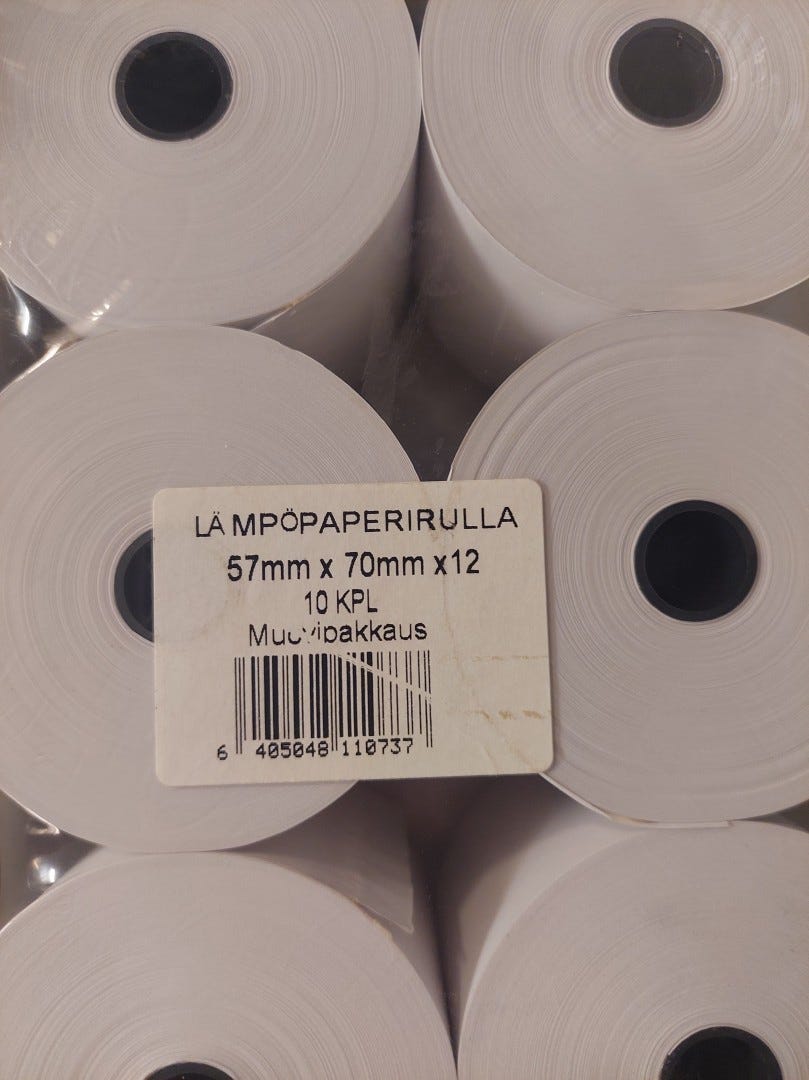 LÄMPÖPAPERIRULLA
57mm x 70mm x12
10 KPL
Muovipakkaus
6 405048 110737